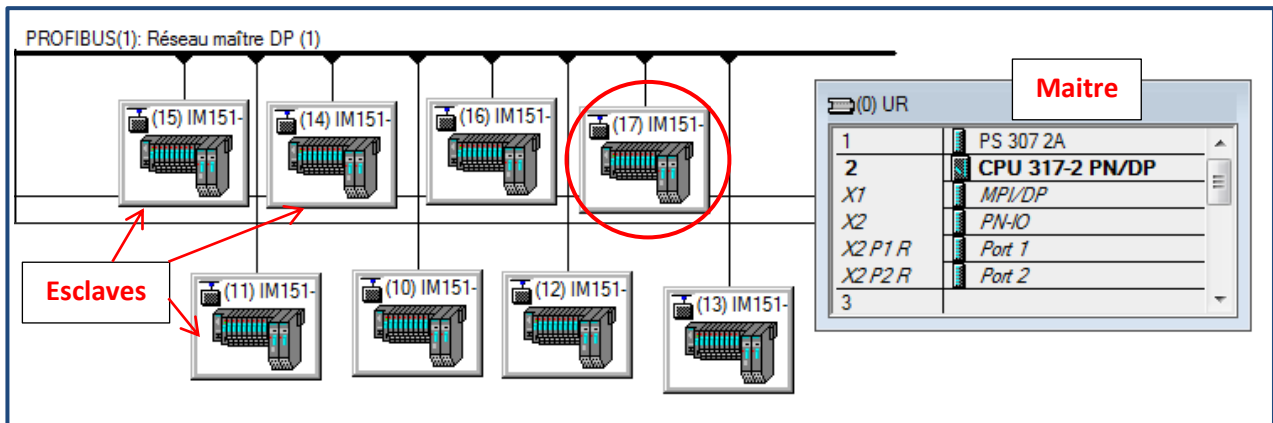 PROFIBUS(1): Réseau maître DP (1)
Maitre
(15) IM151-
(14) IM151-
(16) IM151-
(17) IM151-
(0) UR
1 PS 307 2A
2 CPU 317-2 PN/DP
X1 MPI/DP
X2 PN-IO
X2 P1 R Port 1
X2 P2 R Port 2
3
Esclaves
(11) IM151-
(10) IM151-
(12) IM151-
(13) IM151-